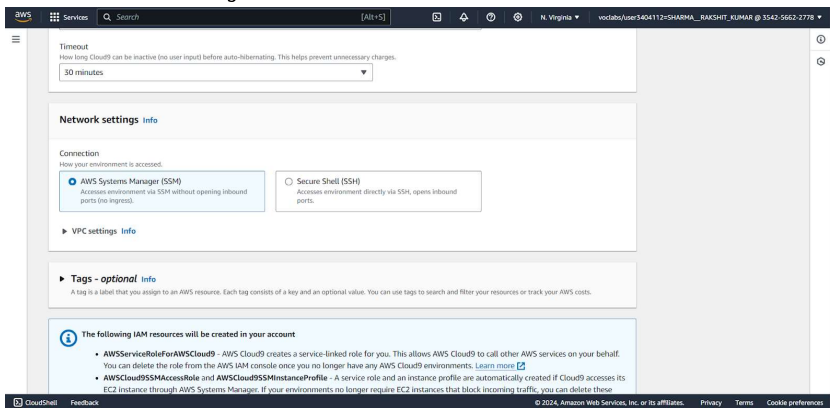 aws
Services
Search
[Alt+S]
N. Virginia ▼
voclabs/user3404112=SHARMA__RAKSHIT_KUMAR @ 3542-5662-2778 ▼
Timeout
How long Cloud9 can be inactive (no user input) before auto-hibernating. This helps prevent unnecessary charges.
30 minutes
Network settings Info
Connection
How your environment is accessed.
AWS Systems Manager (SSM)
Accesses environment via SSM without opening inbound
ports (no ingress).
Secure Shell (SSH)
Accesses environment directly via SSH, opens inbound
ports.
VPC settings Info
Tags - optional Info
A tag is a label that you assign to an AWS resource. Each tag consists of a key and an optional value. You can use tags to search and filter your resources or track your AWS costs.
The following IAM resources will be created in your account
• AWSServiceRoleForAWSCloud9 - AWS Cloud9 creates a service-linked role for you. This allows AWS Cloud9 to call other AWS services on your behalf.
You can delete the role from the AWS IAM console once you no longer have any AWS Cloud9 environments. Learn more
• AWSCloud9SSMAccessRole and AWSCloud9SSMInstanceProfile - A service role and an instance profile are automatically created if Cloud9 accesses its
EC2 instance through AWS Systems Manager. If your environments no longer require EC2 instances that block incoming traffic, you can delete these
CloudShell Feedback
© 2024, Amazon Web Services, Inc. or its affiliates. Privacy Terms Cookie preferences